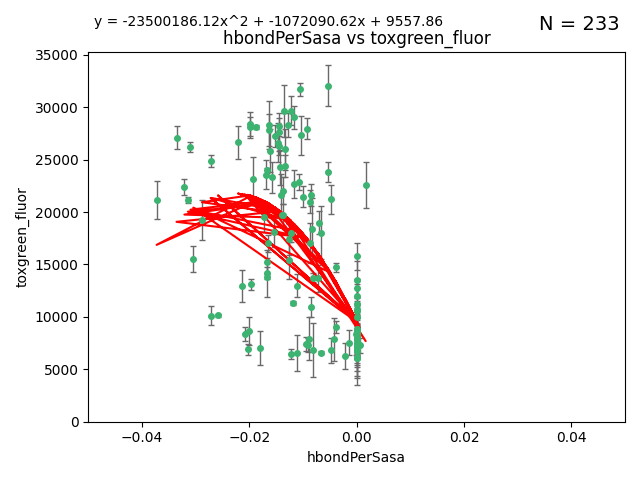 y = -23500186.12x^2 + -1072090.62x + 9557.86
N = 233
hbondPerSasa vs toxgreen_fluor
35000
30000
25000
20000
15000
10000
5000
0
toxgreen_fluor
−0.04
−0.02
0.00
0.02
0.04
hbondPerSasa